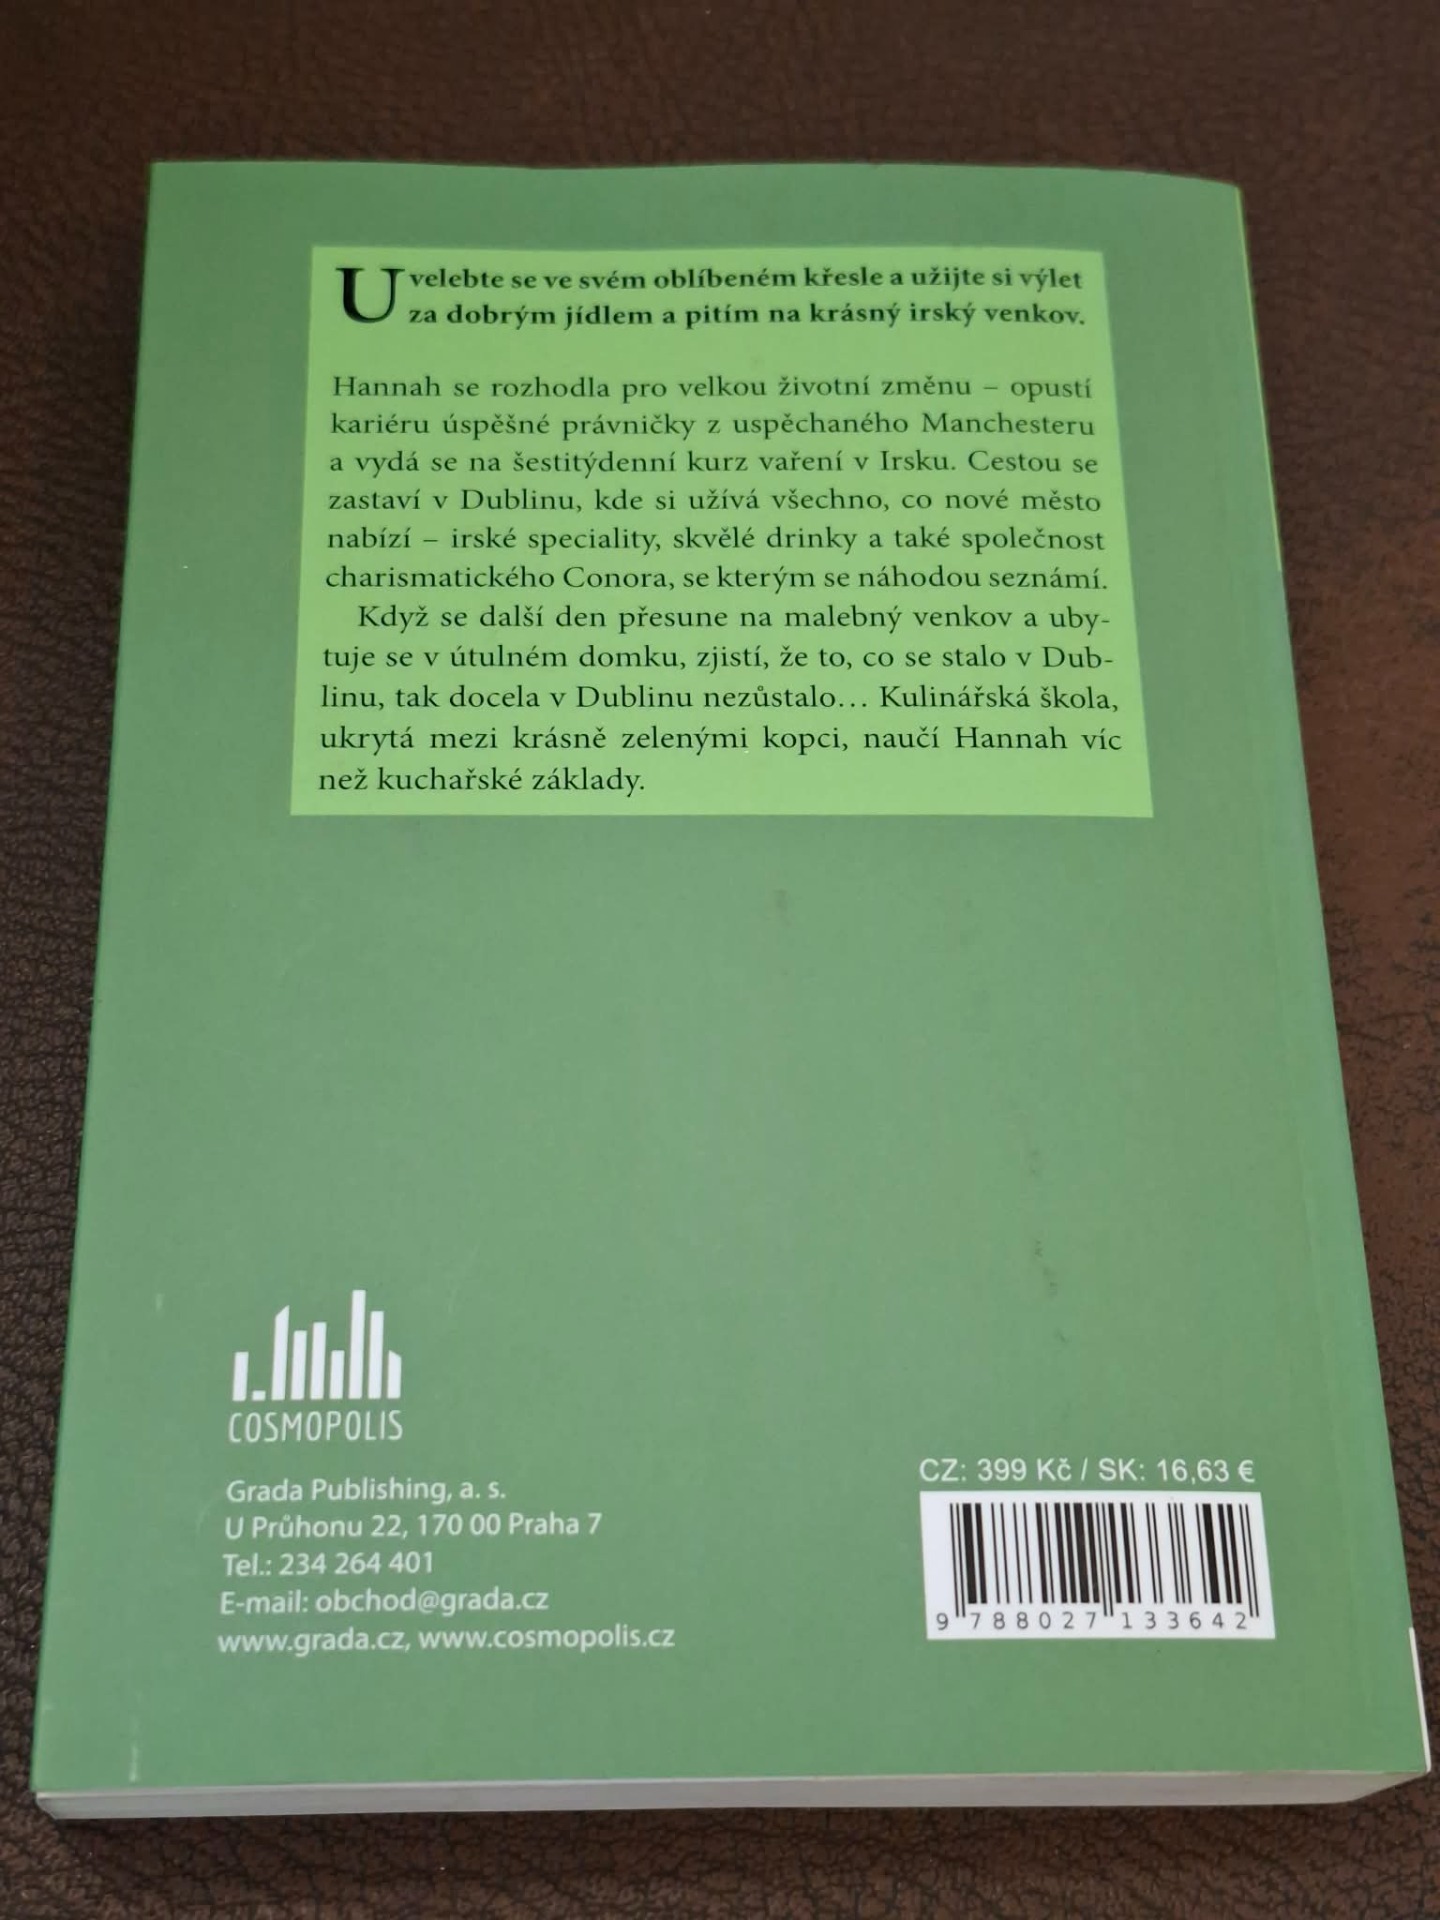 Uvelebte se ve svém oblíbeném křesle a užijte si výlet
za dobrým jídlem a pitím na krásný irský venkov.
Hannah se rozhodla pro velkou životní změnu – opustí
kariéru úspěšné právničky z uspěchaného Manchesteru
a vydá se na šestitýdenní kurz vaření v Irsku. Cestou se
zastaví v Dublinu, kde si užívá všechno, co nové město
nabízí – irské speciality, skvělé drinky a také společnost
charismatického Conora, se kterým se náhodou seznámí.
Když se další den přesune na malebný venkov a uby-
tuje se v útulném domku, zjistí, že to, co se stalo v Dub-
linu, tak docela v Dublinu nezůstalo… Kulinářská škola,
ukrytá mezi krásně zelenými kopci, naučí Hannah víc
než kuchařské základy.
COSMOPOLIS
Grada Publishing, a. s.
U Průhonu 22, 170 00 Praha 7
Tel.: 234 264 401
E-mail: obchod@grada.cz
www.grada.cz, www.cosmopolis.cz
CZ: 399 Kč / SK: 16,63 €
9 788027 133642